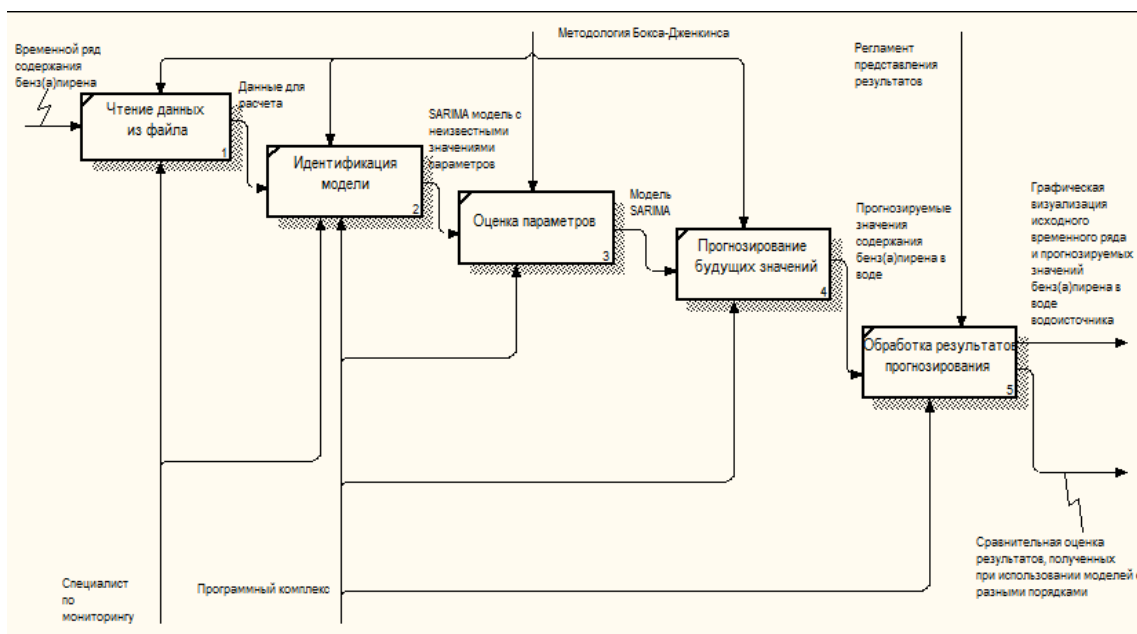 Временной ряд
содержания
бенз(а)пирена
Чтение данных
из файла
1
Данные для
расчета
Идентификация
модели
2
SARIMA модель с
неизвестными
значениями
параметров
Методология Бокса-Дженкинса
Оценка параметров
3
Модель
SARIMA
Прогнозирование
будущих значений
4
Регламент
представления
результатов
Прогнозируемые
значения
содержания
бенз(а)пирена в
воде
Обработка результатов
прогнозирования
5
Графическая
визуализация
исходного
временного ряда
и прогнозируемых
значений
бенз(а)пирена в
воде
водоисточника
Сравнительная оценка
результатов, полученных
при использовании моделей с
разными порядками
Специалист
по
мониторингу
Программный комплекс